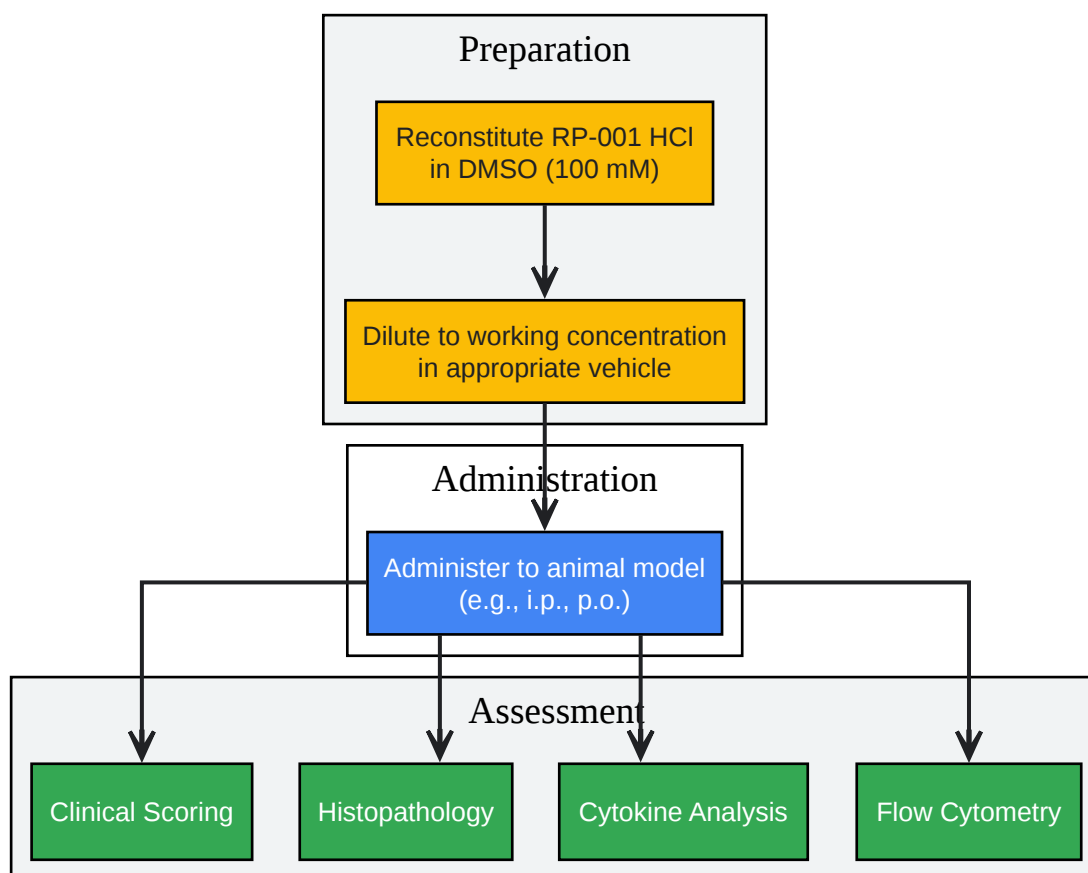 Preparation
Reconstitute RP-001 HCl
in DMSO (100 mM)
Dilute to working concentration
in appropriate vehicle
Administration
Administer to animal model
(e.g., i.p., p.o.)
Assessment
Clinical Scoring
Histopathology
Cytokine Analysis
Flow Cytometry